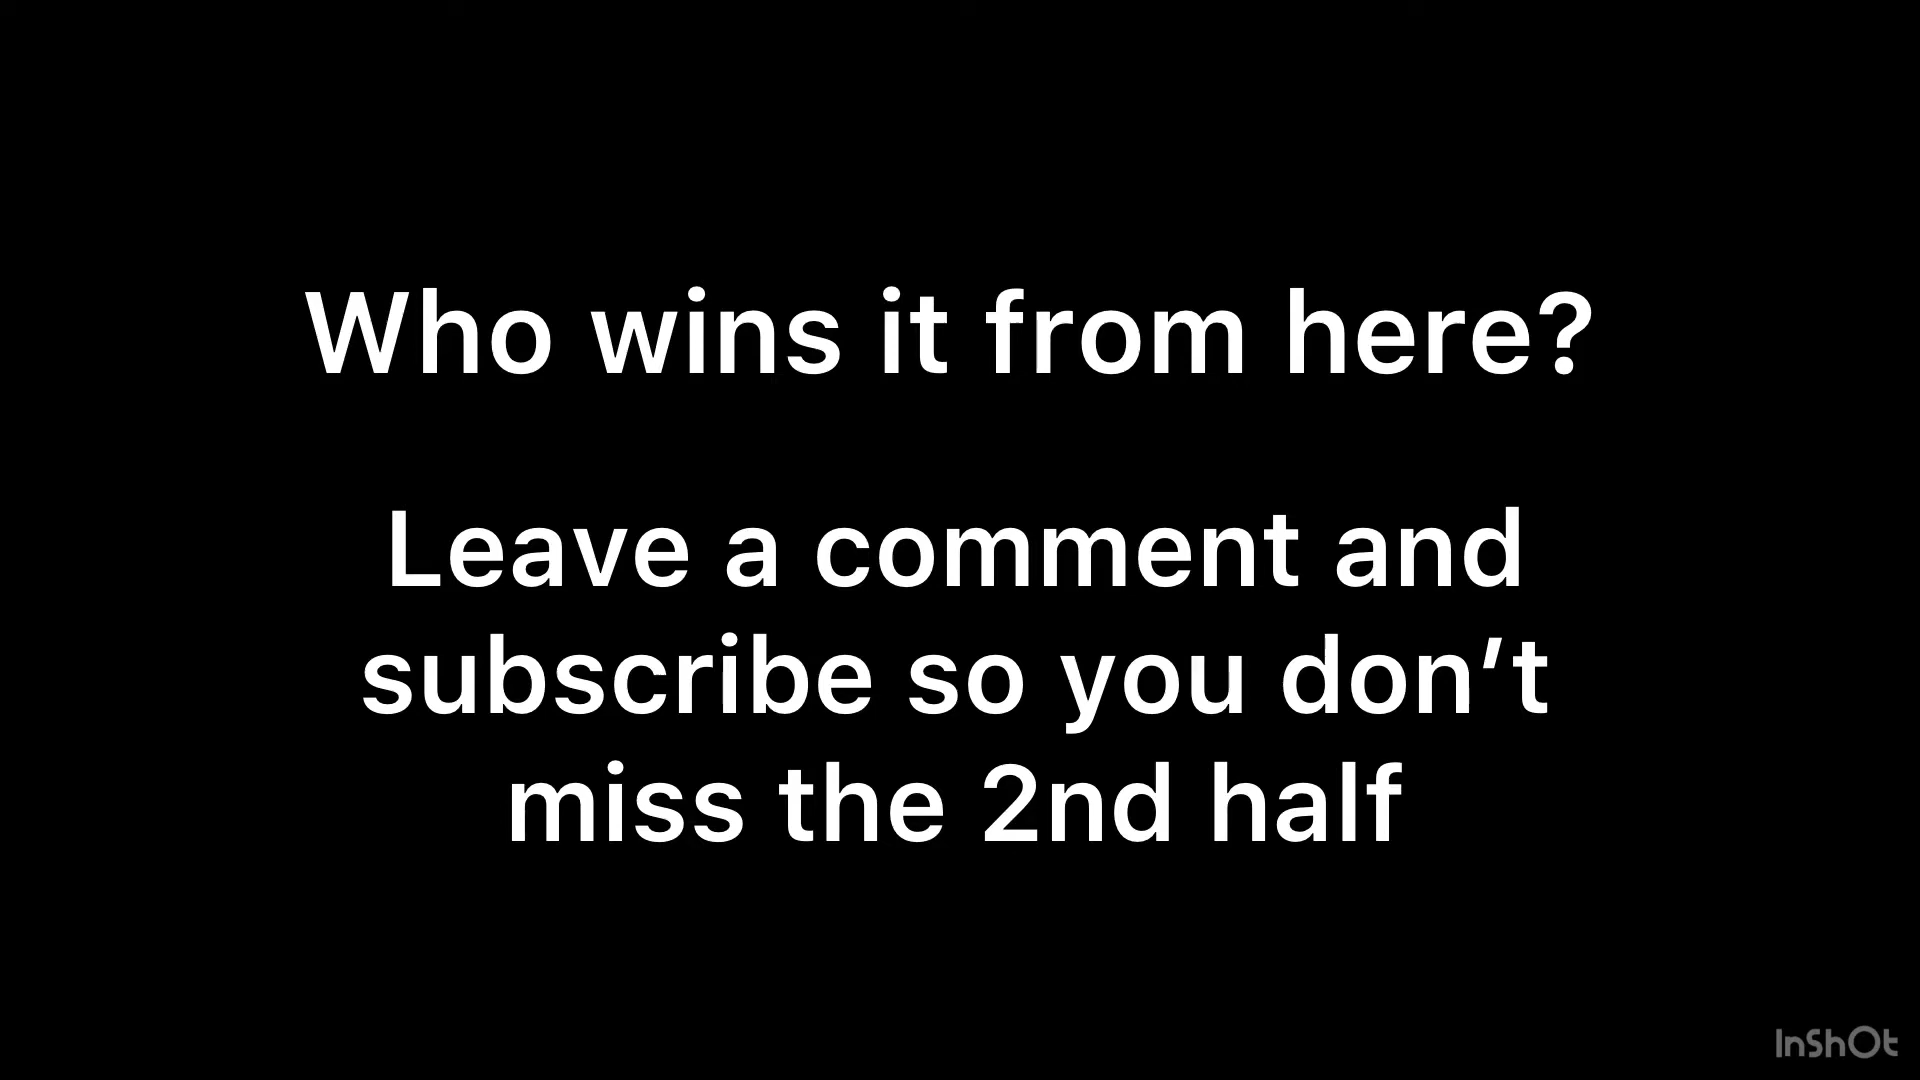 Who wins it from here?
Leave a comment and
subscribe so you don’t
miss the 2nd half
InShOt